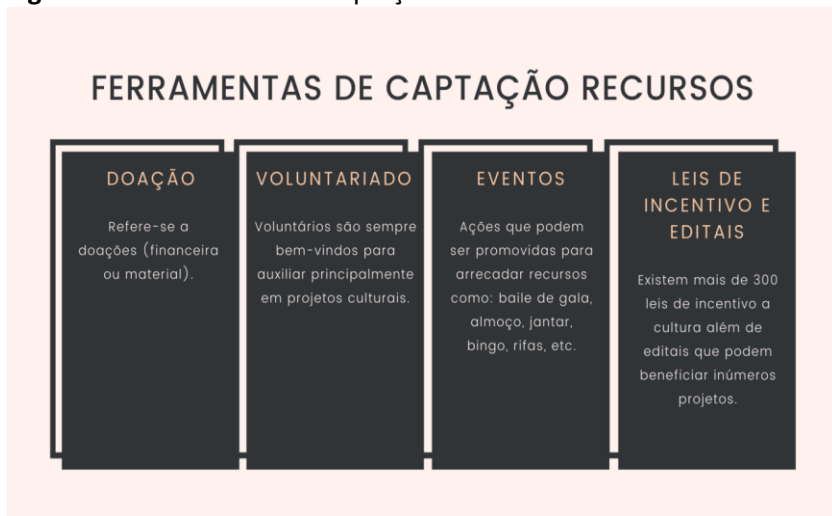 FERRAMENTAS DE CAPTAÇÃO RECURSOS
DOAÇÃO
Refere-se a
doações (financeira
ou material).
VOLUNTARIADO
Voluntários são sempre
bem-vindos para
auxiliar principalmente
em projetos culturais.
EVENTOS
Ações que podem
ser promovidas para
arrecadar recursos
como: baile de gala,
almoço, jantar,
bingo, rifas, etc.
LEIS DE
INCENTIVO E
EDITAIS
Existem mais de 300
leis de incentivo a
cultura além de
editais que podem
beneficiar inúmeros
projetos.